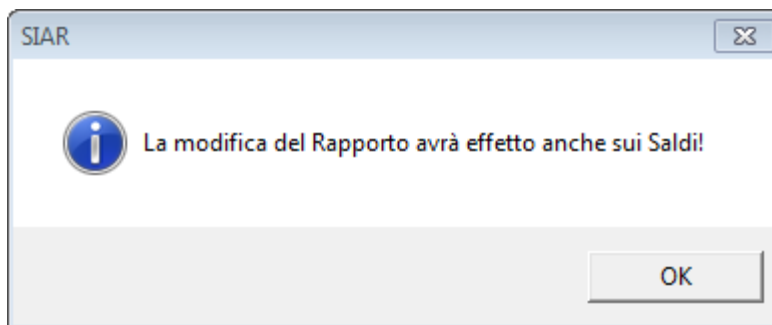 SIAR
La modifica del Rapporto avrà effetto anche sui Saldi!
OK